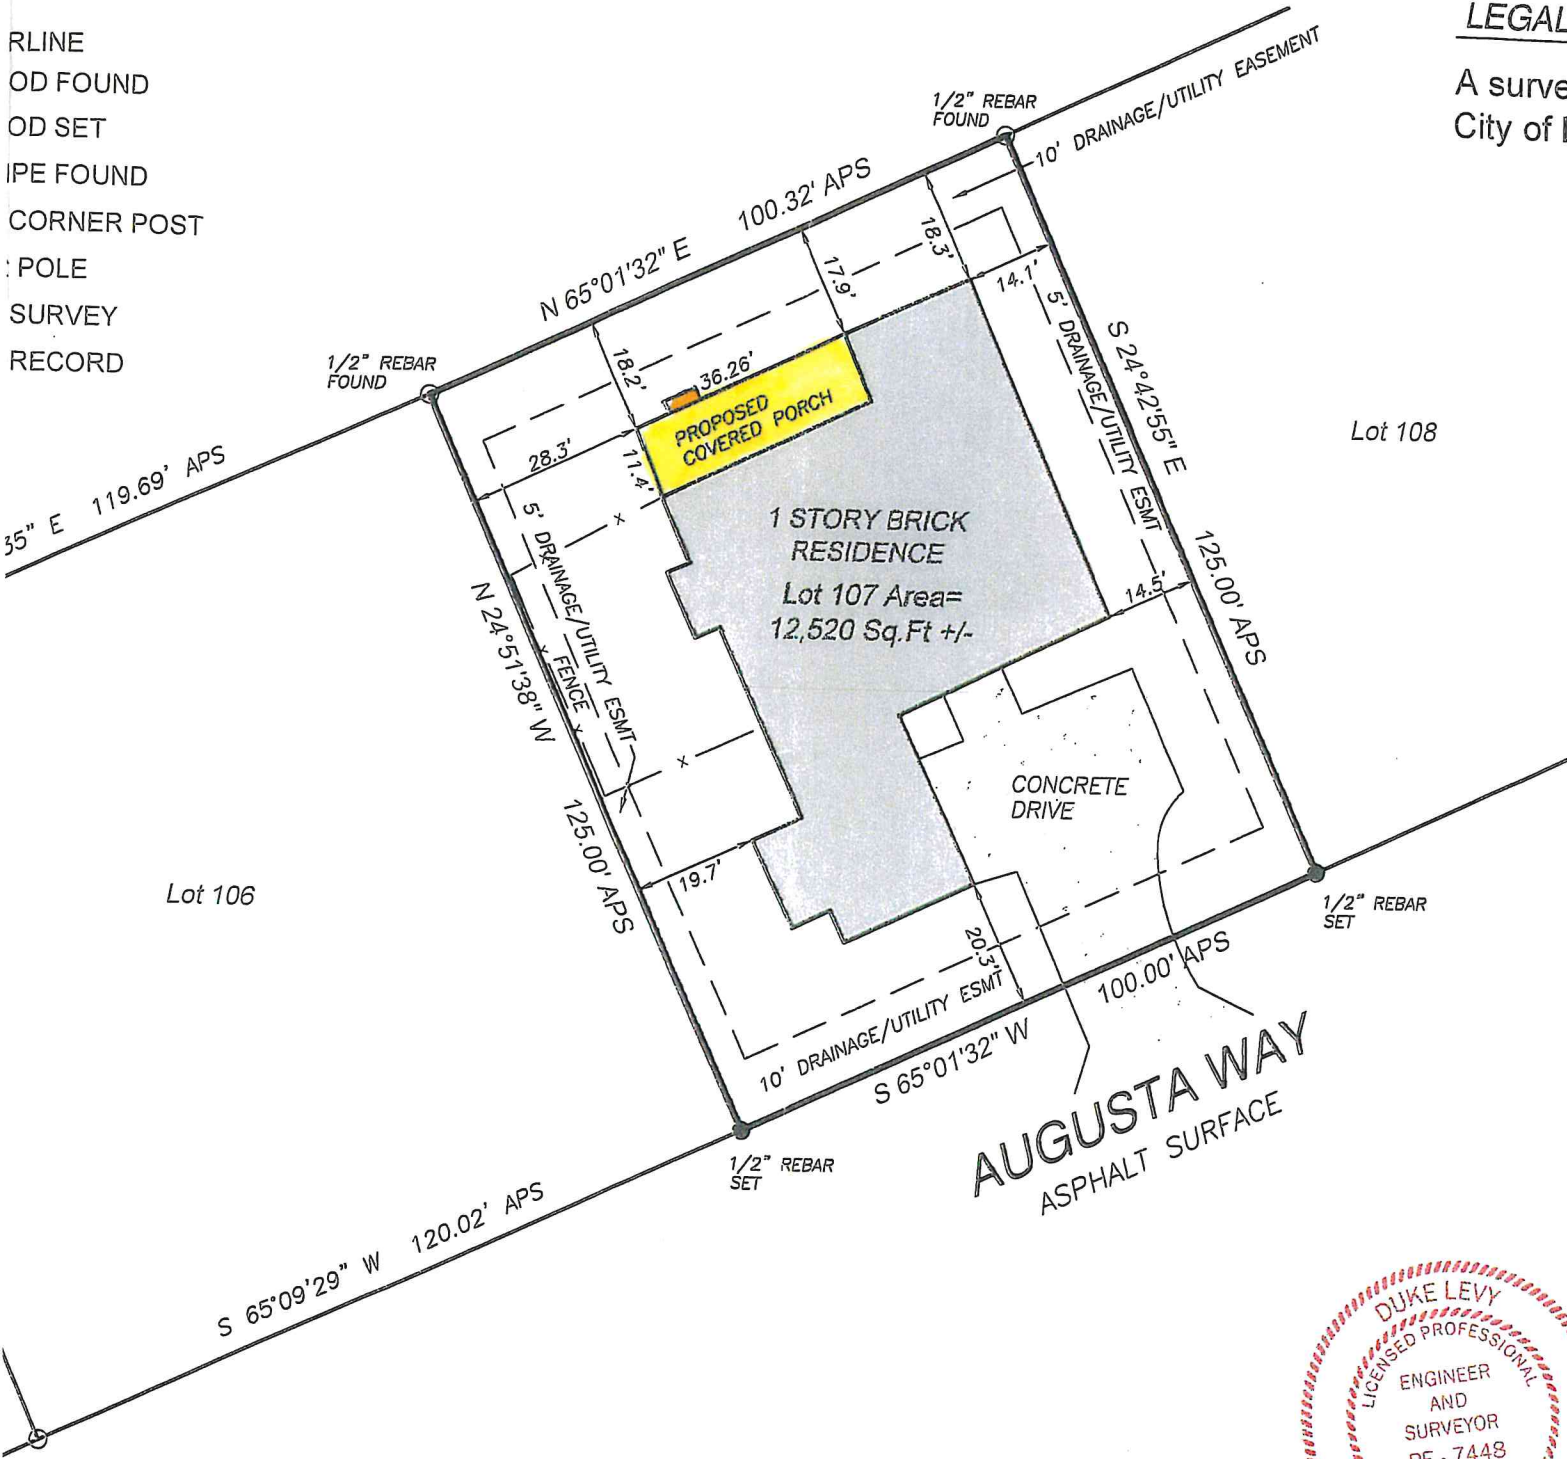 RLINE
OD FOUND
OD SET
IPE FOUND
CORNER POST
POLE
SURVEY
RECORD
LEGAL
A surve
City of
1/2" REBAR
FOUND
10' DRAINAGE/UTILITY EASEMENT
N 65°01'32" E 100.32' APS
1/2" REBAR
FOUND
18.2'
17.9'
18.3'
14.1'
36.26'
PROPOSED
COVERED PORCH
28.3'
11.4'
5' DRAINAGE/UTILITY ESMT
S 24°42'55" E 125.00' APS
Lot 108
35" E 119.69' APS
1 STORY BRICK
RESIDENCE
Lot 107 Area=
12,520 Sq.Ft +/-
14.5'
x
5' DRAINAGE/UTILITY ESMT
x
FENCE
x
x
x
N 24°51'38" W 125.00' APS
CONCRETE
DRIVE
Lot 106
19.7'
20.3'
1/2" REBAR
SET
10' DRAINAGE/UTILITY ESMT
S 65°01'32" W 100.00' APS
AUGUSTA WAY
ASPHALT SURFACE
1/2" REBAR
SET
S 65°09'29" W 120.02' APS
DUKE LEVY
LICENSED PROFESSIONAL
ENGINEER
AND
SURVEYOR
PE - 7448